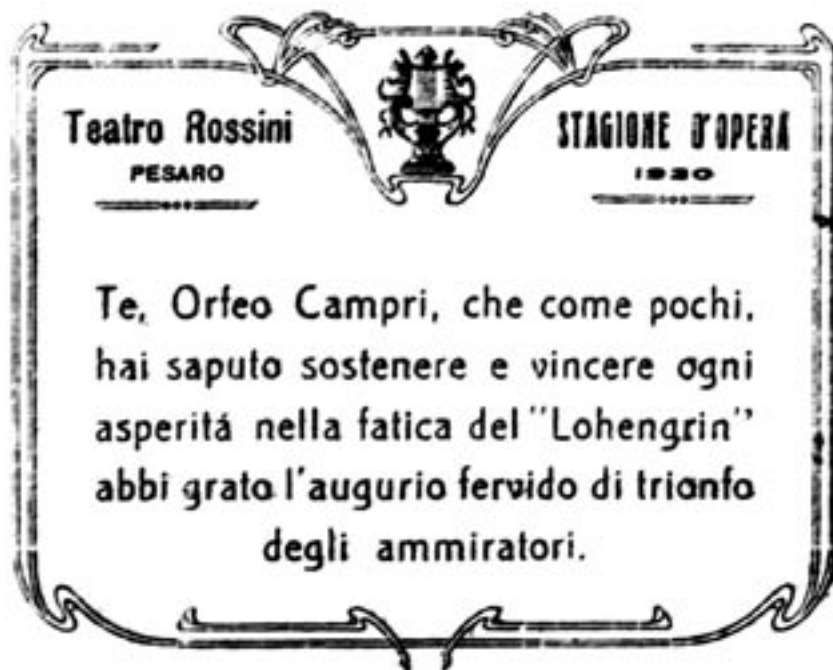 Teatro Rossini
PESARO
STAGIONE D'OPERA
1920
Te, Orfeo Campri, che come pochi,
hai saputo sostenere e vincere ogni
asperitá nella fatica del "Lohengrin"
abbi grato l'augurio fervido di trionfo
degli ammiratori.